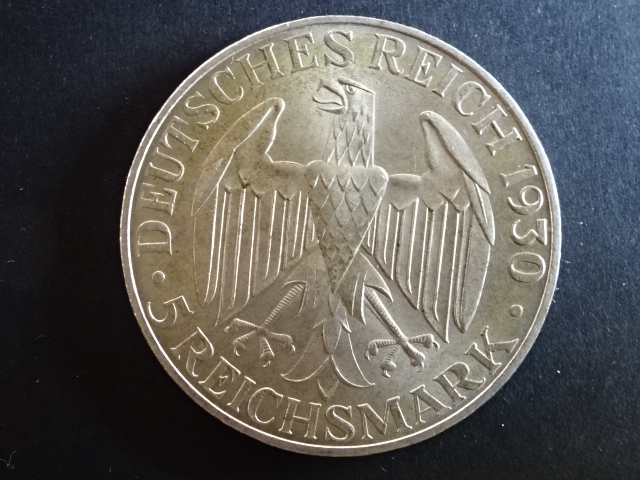 DEUTSCHES REICH 1930
· 5 REICHSMARK ·